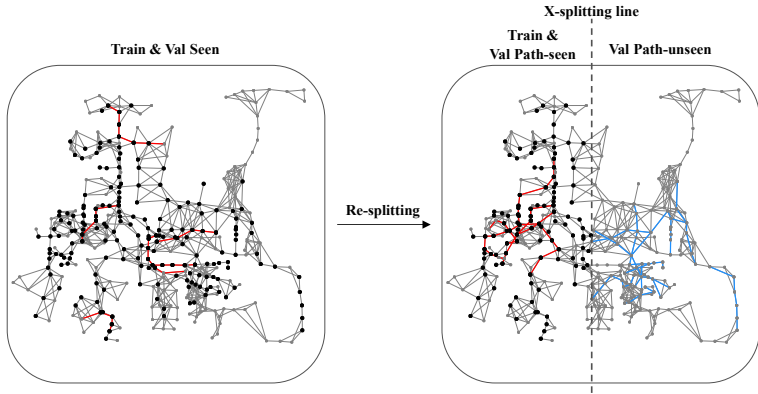 X-splitting line
Train & Val Seen
Train &
Val Path-seen
Val Path-unseen
Re-splitting